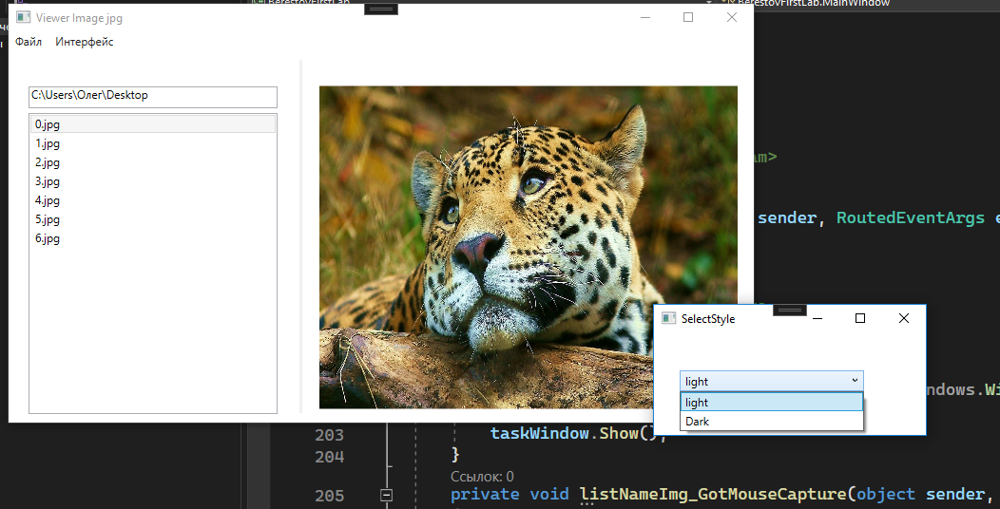 BerestovFirstLab
BerestovFirstLab.MainWindow
Viewer Image.jpg
Файл Интерфейс
C:\Users\Олег\Desktop
0.jpg
1.jpg
2.jpg
3.jpg
4.jpg
5.jpg
6.jpg
sender, RoutedEventArgs e
SelectStyle
light
light
Dark
ndows.Wi
203 taskWindow.Show();
204 }
Ссылок: 0
205 private void listNameImg_GotMouseCapture(object sender,